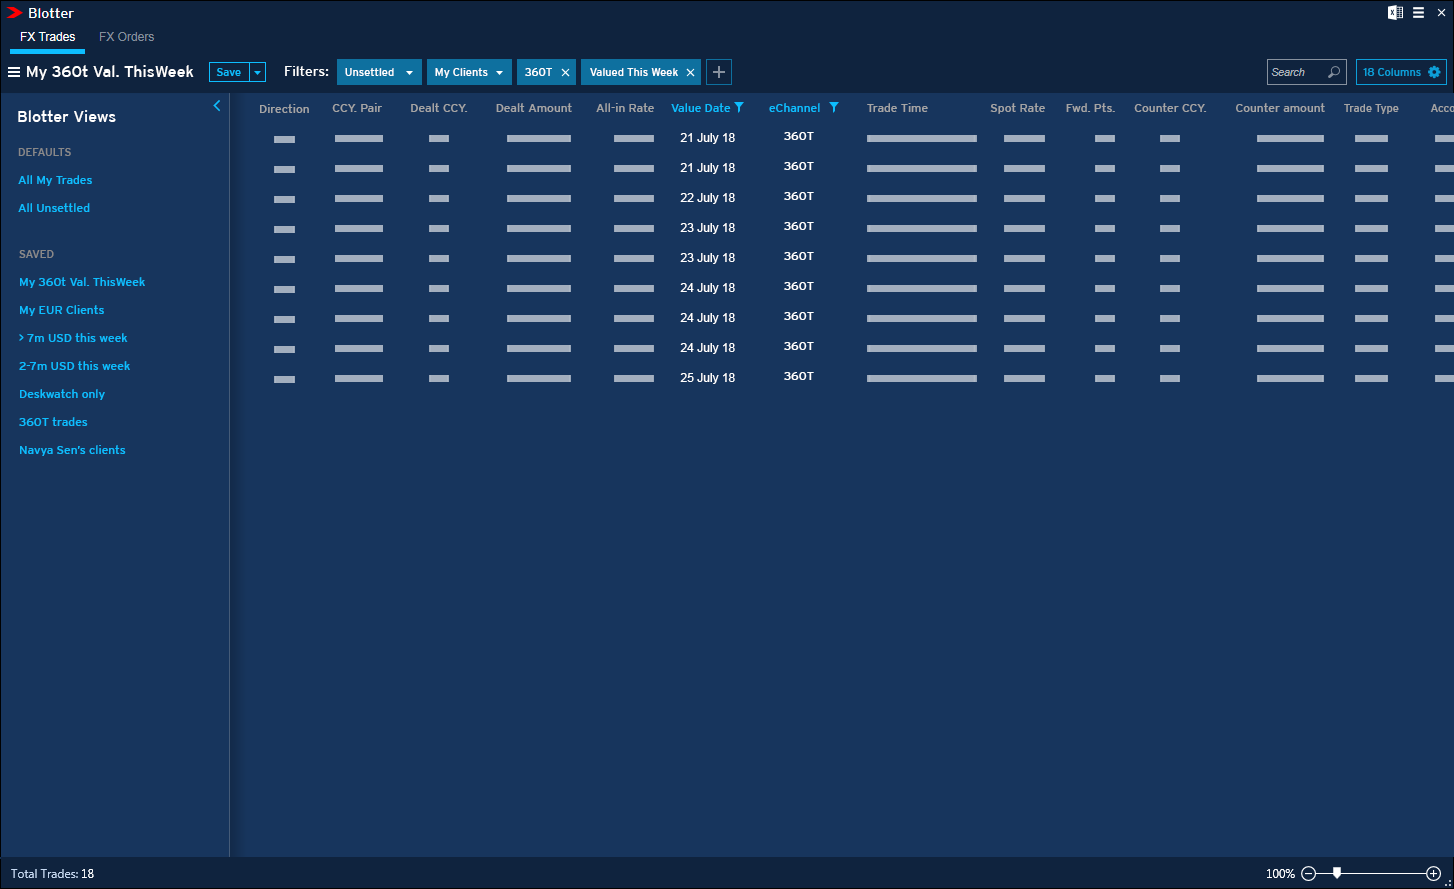 Blotter
FX Trades FX Orders
My 360t Val. ThisWeek Save Filters: Unsettled My Clients 360T Valued This Week Search 18 Columns
Blotter Views
DEFAULTS
All My Trades
All Unsettled
SAVED
My 360t Val. ThisWeek
My EUR Clients
> 7m USD this week
2-7m USD this week
Deskwatch only
360T trades
Navya Sen's clients
Direction CCY. Pair Dealt CCY. Dealt Amount All-in Rate Value Date eChannel Trade Time Spot Rate Fwd. Pts. Counter CCY. Counter amount Trade Type Acco
21 July 18 360T
21 July 18 360T
22 July 18 360T
23 July 18 360T
23 July 18 360T
24 July 18 360T
24 July 18 360T
24 July 18 360T
25 July 18 360T
Total Trades: 18 100%